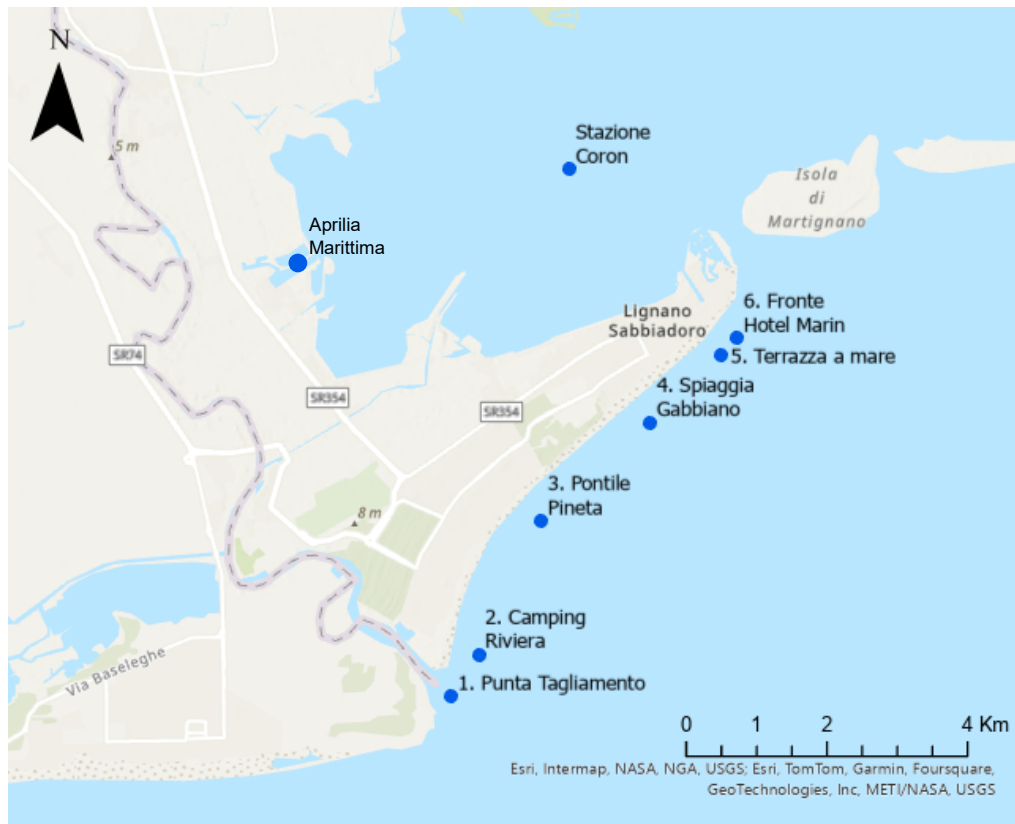 N
5 m
Stazione
Coron
Isola
di
Martignano
Aprilia
Marittima
6. Fronte
Hotel Marin
Lignano
Sabbiadoro
5. Terrazza a mare
SR74
4. Spiaggia
Gabbiano
SR354
SR354
3. Pontile
Pineta
8 m
2. Camping
Riviera
Via Baseleghe
1. Punta Tagliamento
0 1 2 4 Km
Esri, Intermap, NASA, NGA, USGS; Esri, TomTom, Garmin, Foursquare,
GeoTechnologies, Inc, METI/NASA, USGS